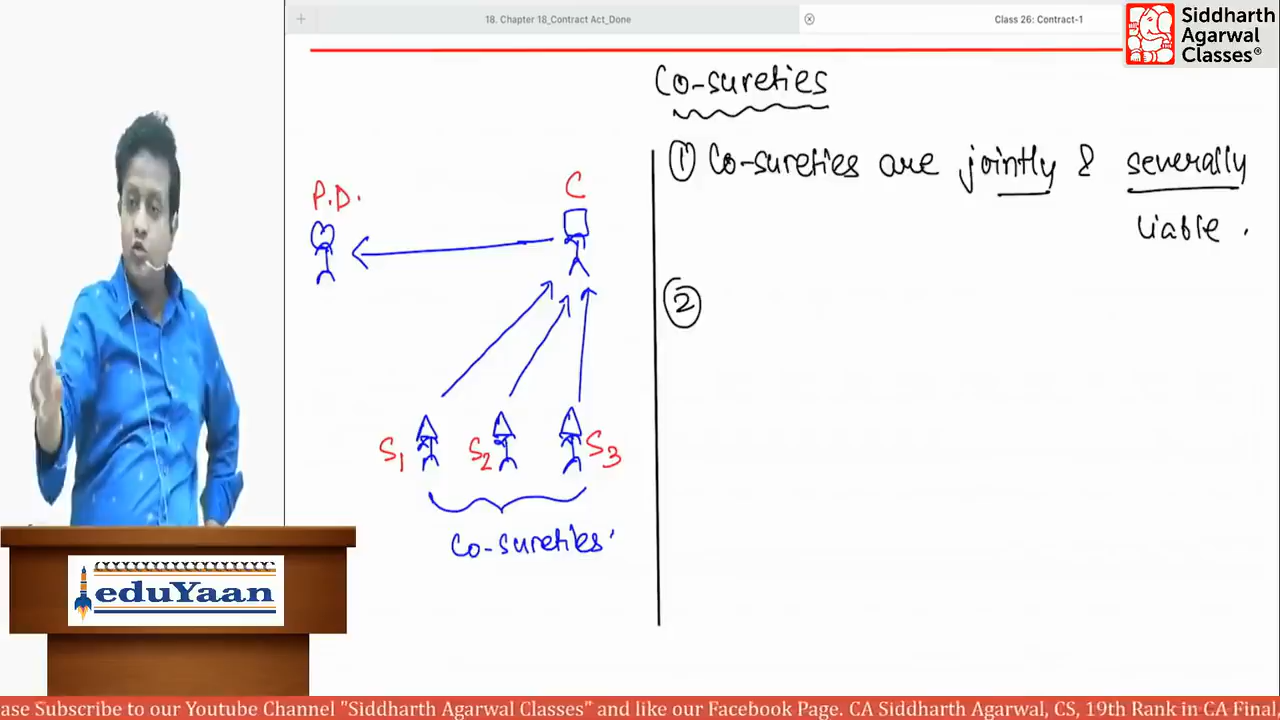 18. Chapter 18_Contract Act_Done
Class 26: Contract-1
Siddharth
Agarwal
Classes®
Co-sureties
① Co-sureties are jointly & severally
liable.
②
P.D.
C
S1
S2
S3
Co-sureties
eduYaan
ase Subscribe to our Youtube Channel "Siddharth Agarwal Classes" and like our Facebook Page. CA Siddharth Agarwal, CS, 19th Rank in CA Final,